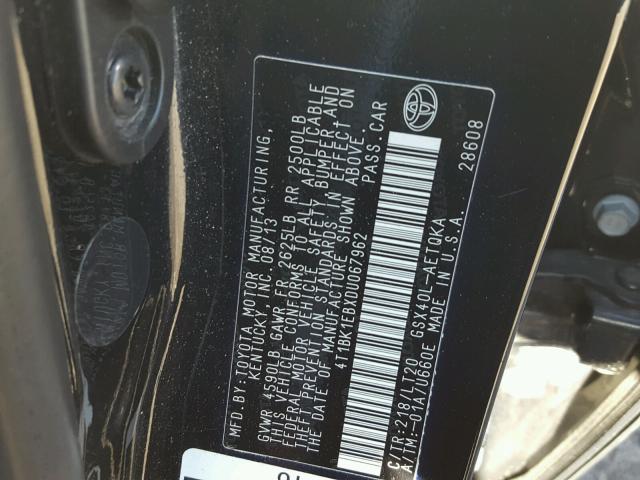 MFD.BY:TOYOTA MOTOR MANUFACTURING,
KENTUCKY, INC. 08/13
GVWR 4590LB GAWR FR 2625LB RR 2500LB
THIS VEHICLE CONFORMS TO ALL APPLICABLE
FEDERAL MOTOR VEHICLE SAFETY, BUMPER, AND
THEFT PREVENTION STANDARDS IN EFFECT ON
THE DATE OF MANUFACTURE SHOWN ABOVE.
4T1BK1EBXDU067962 PASS.CAR
C/TR:218/LT20 GSX40L-AETQKA
A/TM:-01A/U660E MADE IN U.S.A.
28608